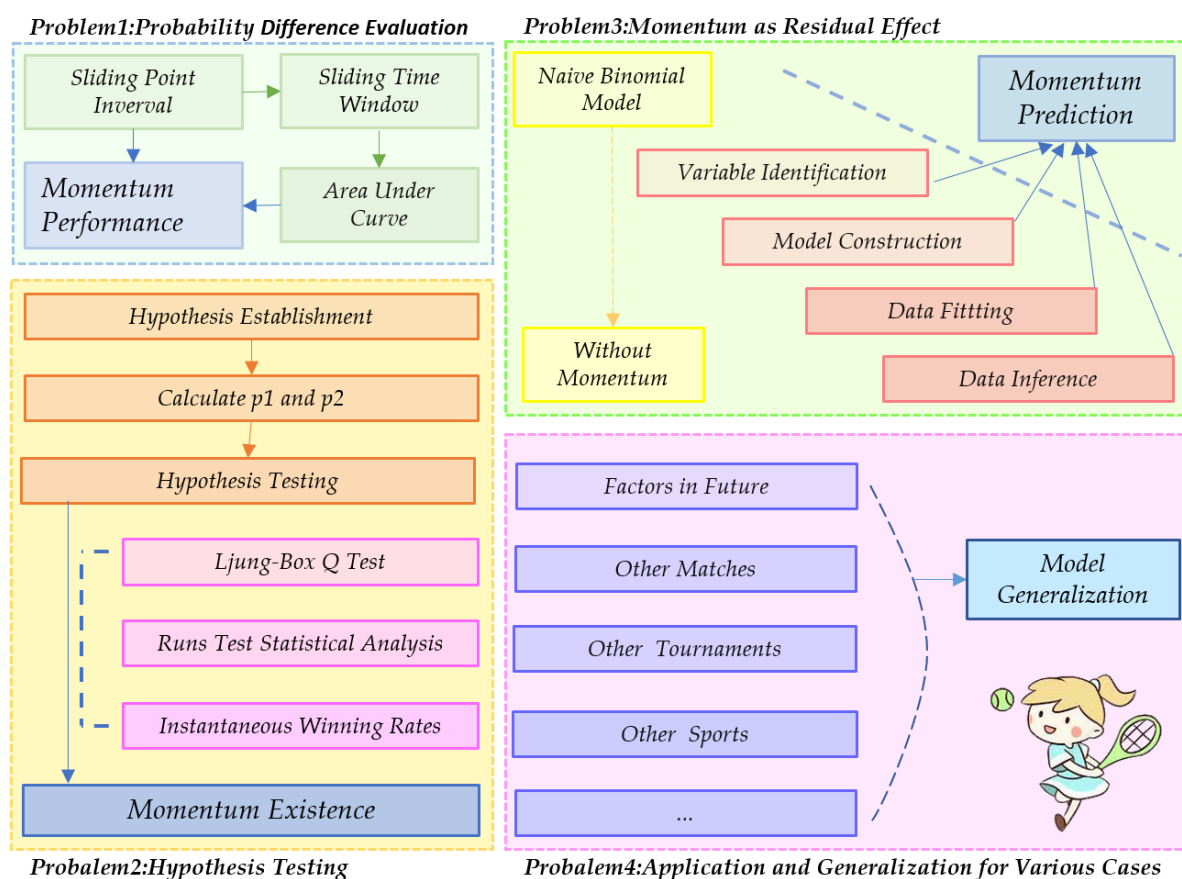 Problem1:Probability Difference Evaluation
Sliding Point
Inverval
Sliding Time
Window
Momentum
Performance
Area Under
Curve
Problem3:Momentum as Residual Effect
Naive Binomial
Model
Momentum
Prediction
Variable Identification
Model Construction
Data Fittting
Without
Momentum
Data Inference
Hypothesis Establishment
Calculate p1 and p2
Hypothesis Testing
Ljung-Box Q Test
Runs Test Statistical Analysis
Instantaneous Winning Rates
Momentum Existence
Probalem2:Hypothesis Testing
Factors in Future
Other Matches
Other Tournaments
Other Sports
...
Model
Generalization
Probalem4:Application and Generalization for Various Cases